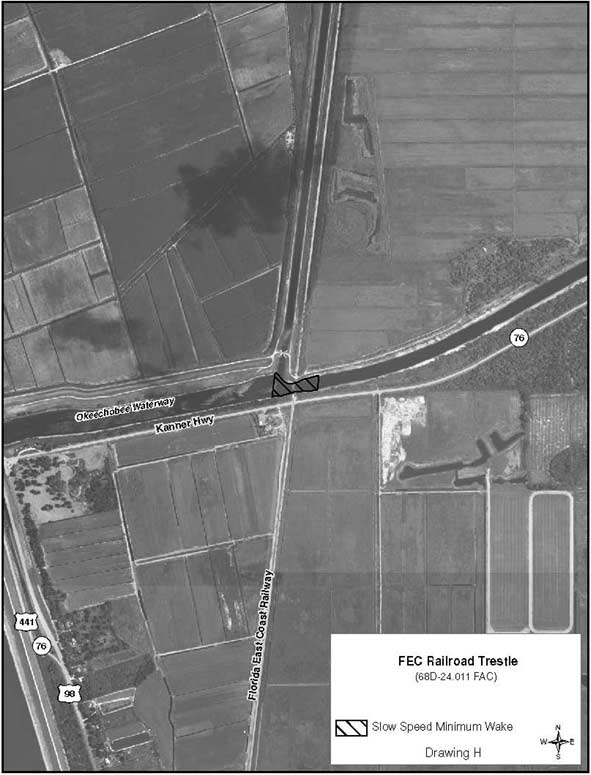 76
Okeechobee Waterway
Kanner Hwy
Florida East Coast Railway
441
76
98
FEC Railroad Trestle
(68D-24.011 FAC)
Slow Speed Minimum Wake
Drawing H
N
W E
S